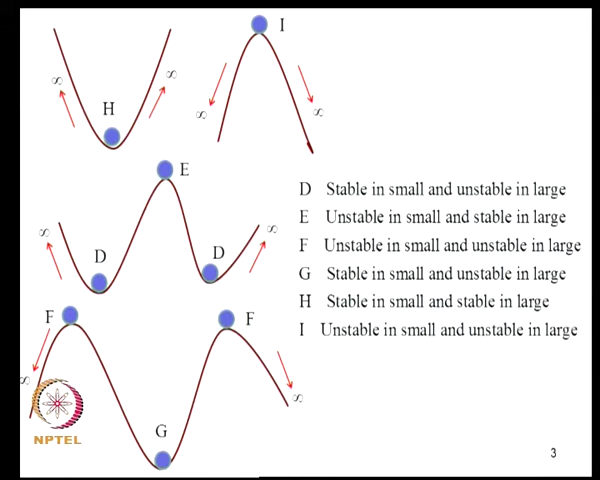 I
∞
∞
H
∞
∞
E
D
D
∞
∞
F
F
G
∞
∞
D Stable in small and unstable in large
E Unstable in small and stable in large
F Unstable in small and unstable in large
G Stable in small and unstable in large
H Stable in small and stable in large
I Unstable in small and unstable in large
NPTEL
3